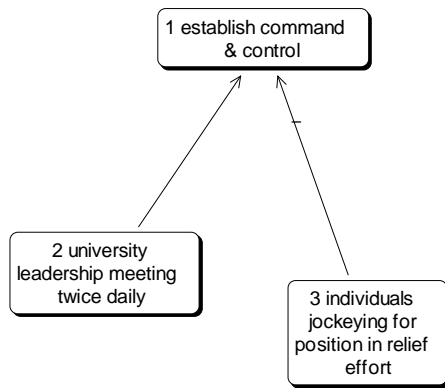 1 establish command
& control
2 university
leadership meeting
twice daily
3 individuals
jockeying for
position in relief
effort